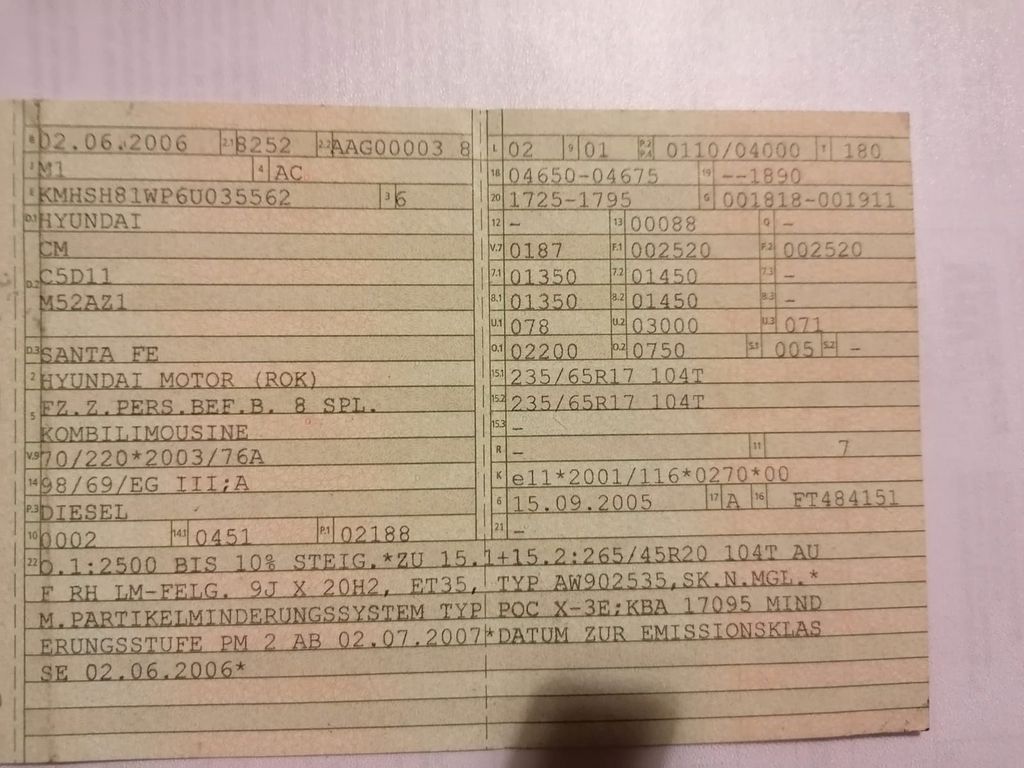 B 02.06.2006 2.1 8252 2.2 AAG00003 8
J M1 4 AC
E KMHSH81WP6U035562 3 6
D.1 HYUNDAI
CM
D.2 C5D11
M52AZ1
D.3 SANTA FE
2 HYUNDAI MOTOR (ROK)
5 FZ.Z.PERS.BEF.B. 8 SPL.
KOMBILIMOUSINE
V.9 70/220*2003/76A
14 98/69/EG III;A
P.3 DIESEL
10 0002 14.1 0451 P.1 02188
L 02 9 01 P.2 P.4 0110/04000 T 180
18 04650-04675 19 --1890
20 1725-1795 G 001818-001911
12 - 13 00088 Q -
V.7 0187 F.1 002520 F.2 002520
7.1 01350 7.2 01450 7.3 -
8.1 01350 8.2 01450 8.3 -
U.1 078 U.2 03000 U.3 071
O.1 02200 O.2 0750 S.1 005 S.2 -
15.1 235/65R17 104T
15.2 235/65R17 104T
15.3 -
R - 11 7
K e11*2001/116*0270*00
6 15.09.2005 17 A 16 FT484151
21 -
22 O.1:2500 BIS 10% STEIG.*ZU 15.1+15.2:265/45R20 104T AU
F RH LM-FELG. 9J X 20H2, ET35, TYP AW902535,SK.N.MGL.*
M.PARTIKELMINDERUNGSSYSTEM TYP POC X-3E;KBA 17095 MIND
ERUNGSSTUFE PM 2 AB 02.07.2007*DATUM ZUR EMISSIONSKLAS
SE 02.06.2006*